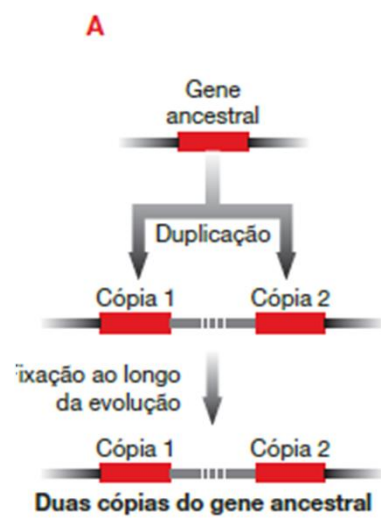 A
Gene
ancestral
Duplicação
Cópia 1 Cópia 2
ixação ao longo
da evolução
Cópia 1 Cópia 2
Duas cópias do gene ancestral